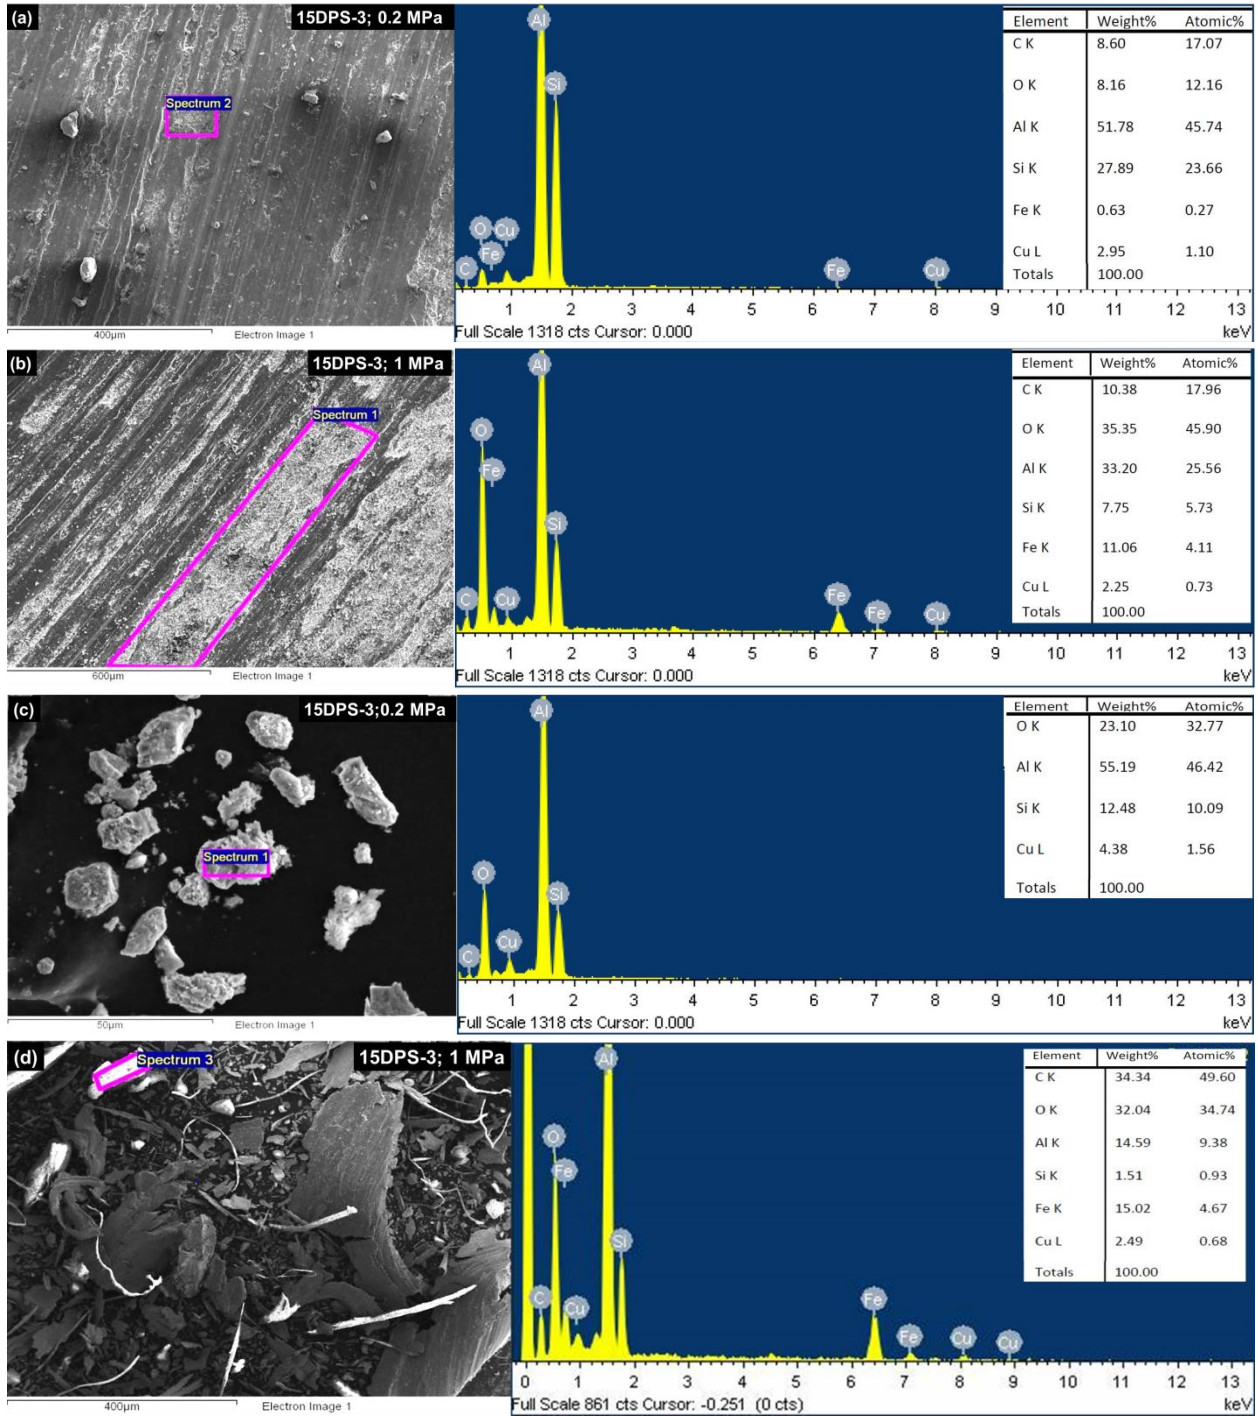 (a) 15DPS-3; 0.2 MPa
Spectrum 2
400µm Electron Image 1
Al
Si
O Cu
Fe
C Fe Cu
1 2 3 4 5 6 7 8 9 10 11 12 13
Full Scale 1318 cts Cursor: 0.000 keV
Element Weight% Atomic%
C K 8.60 17.07
O K 8.16 12.16
Al K 51.78 45.74
Si K 27.89 23.66
Fe K 0.63 0.27
Cu L 2.95 1.10
Totals 100.00
(b) 15DPS-3; 1 MPa
Spectrum 1
600µm Electron Image 1
Al
O
Fe
Si
C Cu Fe Fe Cu
1 2 3 4 5 6 7 8 9 10 11 12 13
Full Scale 1318 cts Cursor: 0.000 keV
Element Weight% Atomic%
C K 10.38 17.96
O K 35.35 45.90
Al K 33.20 25.56
Si K 7.75 5.73
Fe K 11.06 4.11
Cu L 2.25 0.73
Totals 100.00
(c) 15DPS-3;0.2 MPa
Spectrum 1
50µm Electron Image 1
Al
O
Si
Cu
C
1 2 3 4 5 6 7 8 9 10 11 12 13
Full Scale 1318 cts Cursor: 0.000 keV
Element Weight% Atomic%
O K 23.10 32.77
Al K 55.19 46.42
Si K 12.48 10.09
Cu L 4.38 1.56
Totals 100.00
(d) 15DPS-3; 1 MPa
Spectrum 3
400µm Electron Image 1
Al
O
Fe
Si
C Cu Fe
Fe Cu Cu
0 1 2 3 4 5 6 7 8 9 10 11 12 13
Full Scale 861 cts Cursor: -0.251 (0 cts) keV
Element Weight% Atomic%
C K 34.34 49.60
O K 32.04 34.74
Al K 14.59 9.38
Si K 1.51 0.93
Fe K 15.02 4.67
Cu L 2.49 0.68
Totals 100.00